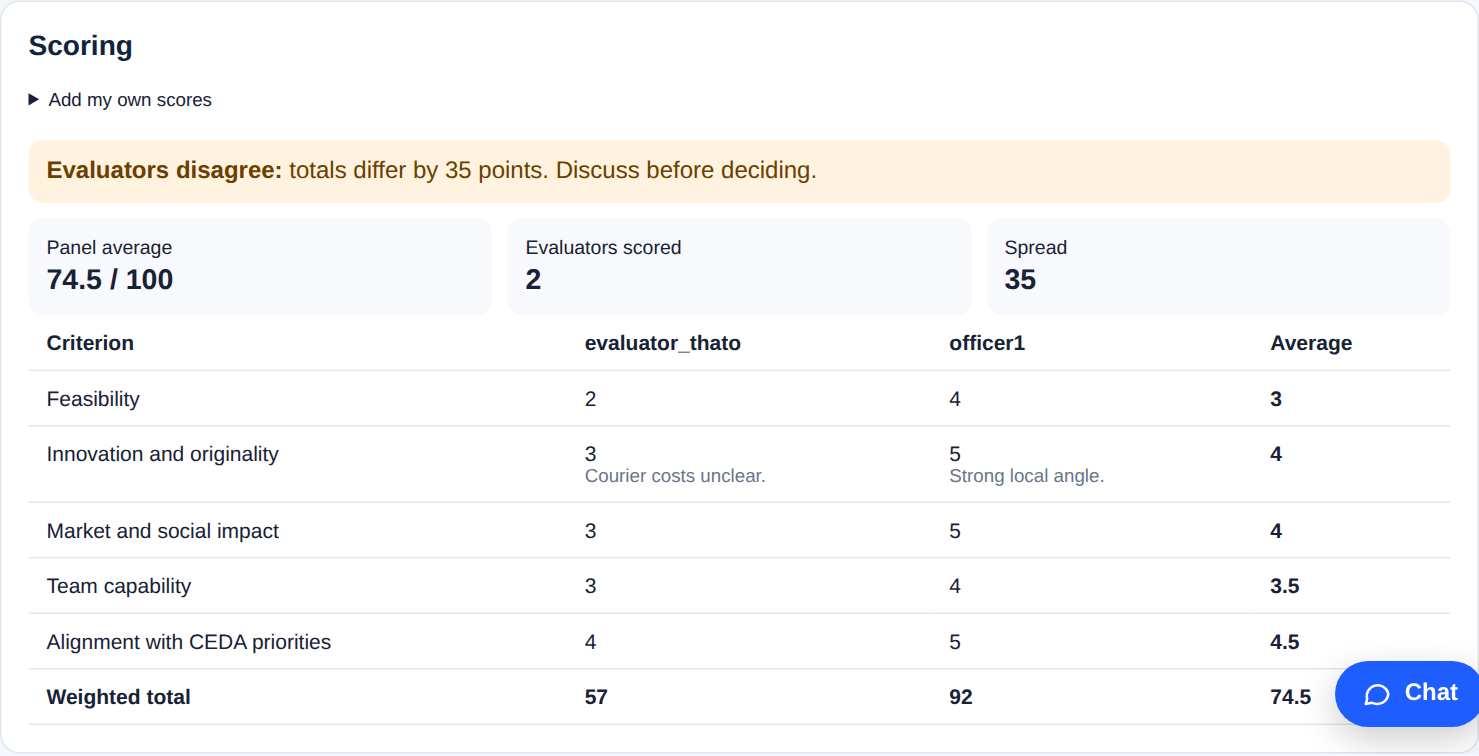 Scoring
▶ Add my own scores
Evaluators disagree: totals differ by 35 points. Discuss before deciding.
Panel average Evaluators scored Spread
74.5 / 100 2 35
Criterion evaluator_thato officer1 Average
Feasibility 2 4 3
Innovation and originality 3 5 4
Courier costs unclear. Strong local angle.
Market and social impact 3 5 4
Team capability 3 4 3.5
Alignment with CEDA priorities 4 5 4.5
Weighted total 57 92 74.5
Chat